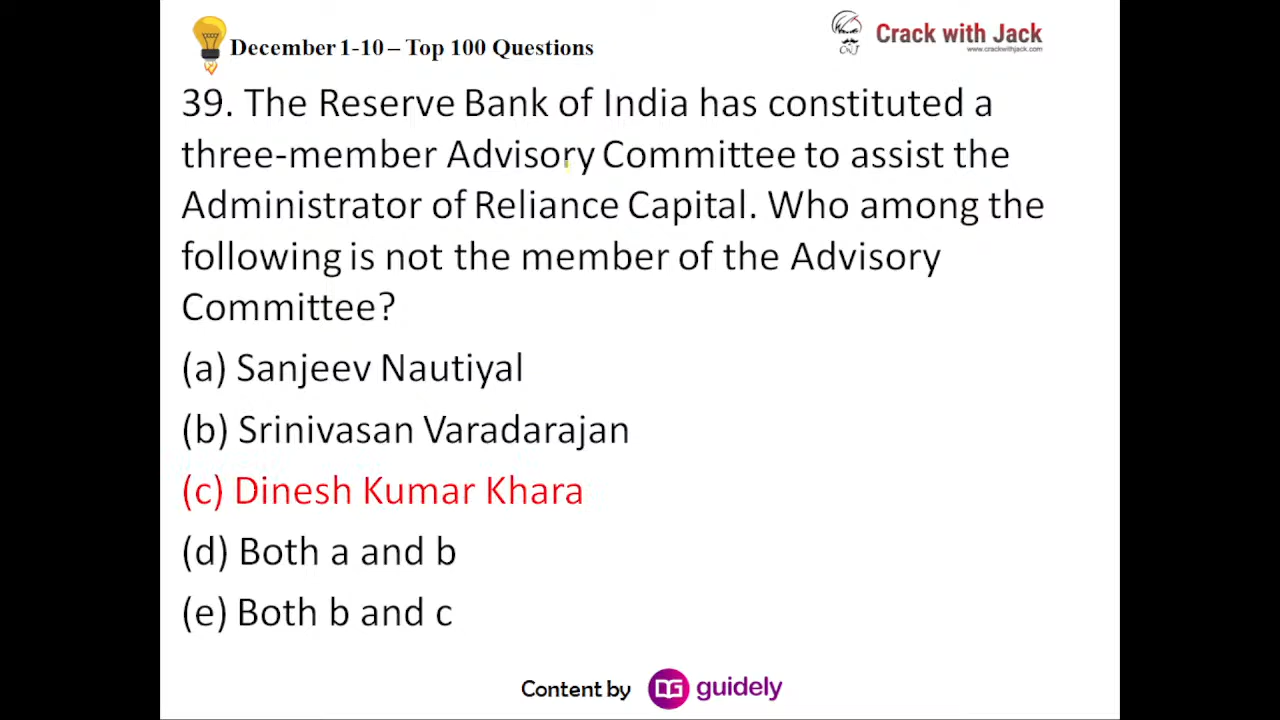 December 1-10 – Top 100 Questions
Crack with Jack
www.crackwithjack.com
CWJ
39. The Reserve Bank of India has constituted a
three-member Advisory Committee to assist the
Administrator of Reliance Capital. Who among the
following is not the member of the Advisory
Committee?
(a) Sanjeev Nautiyal
(b) Srinivasan Varadarajan
(c) Dinesh Kumar Khara
(d) Both a and b
(e) Both b and c
Content by
DG guidely